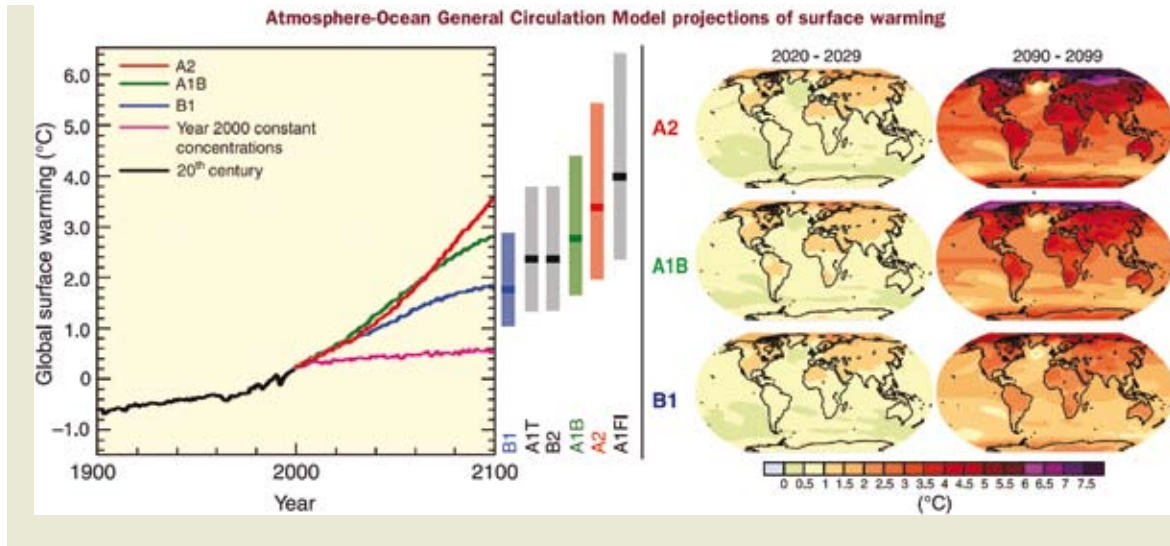 Atmosphere-Ocean General Circulation Model projections of surface warming
Global surface warming (°C)
6.0
5.0
4.0
3.0
2.0
1.0
0
–1.0
A2
A1B
B1
Year 2000 constant
concentrations
20th century
1900
2000
2100
Year
B1
A1T
B2
A1B
A2
A1FI
2020 - 2029
2090 - 2099
A2
A1B
B1
0 0.5 1 1.5 2 2.5 3 3.5 4 4.5 5 5.5 6 6.5 7 7.5
(°C)